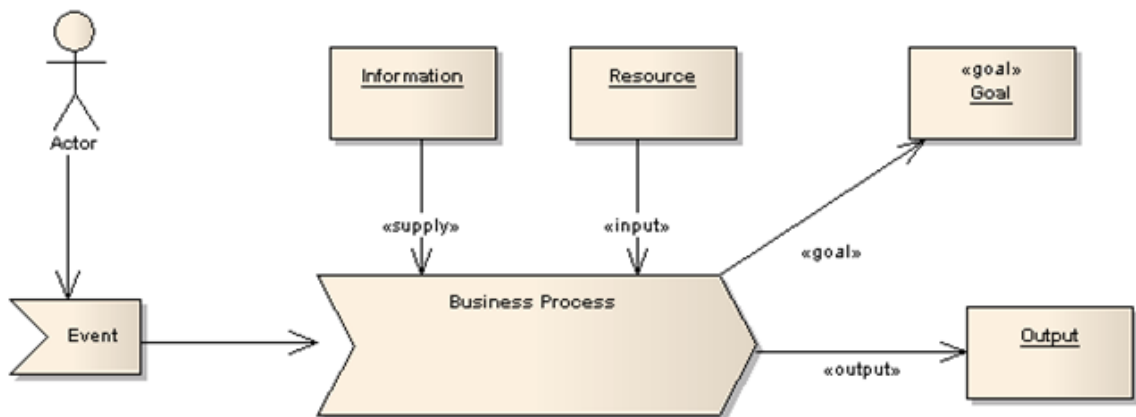 Actor
Information
Resource
«goal»
Goal
«supply»
«input»
«goal»
Event
Business Process
Output
«output»